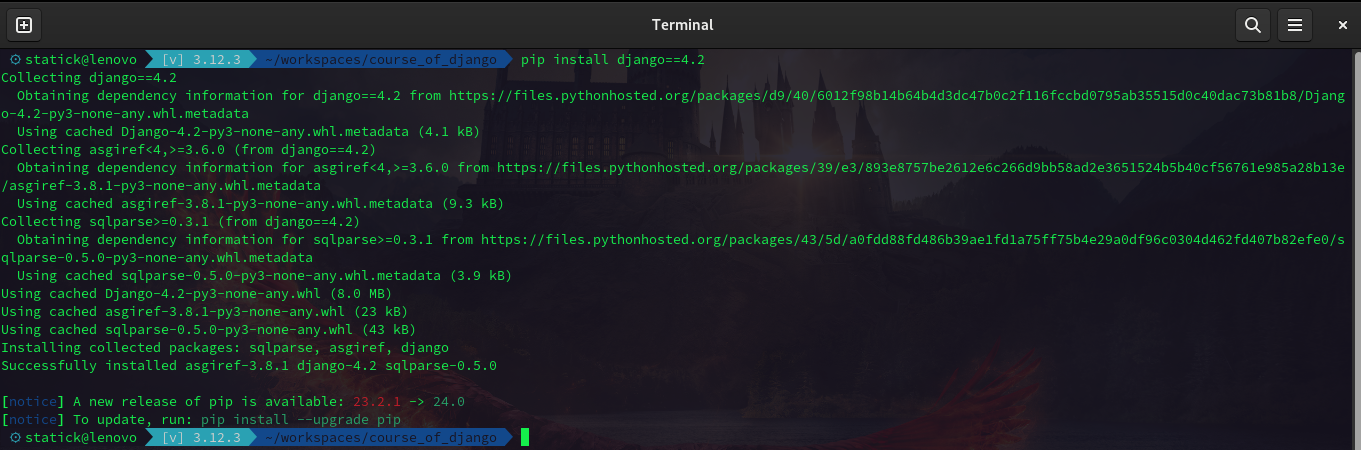 Terminal
statick@lenovo [v] 3.12.3 ~/workspaces/course_of_django pip install django==4.2
Collecting django==4.2
Obtaining dependency information for django==4.2 from https://files.pythonhosted.org/packages/d9/40/6012f98b14b64b4d3dc47b0c2f116fccbd0795ab35515d0c40dac73b81b8/Djang
o-4.2-py3-none-any.whl.metadata
Using cached Django-4.2-py3-none-any.whl.metadata (4.1 kB)
Collecting asgiref<4,>=3.6.0 (from django==4.2)
Obtaining dependency information for asgiref<4,>=3.6.0 from https://files.pythonhosted.org/packages/39/e3/893e8757be2612e6c266d9bb58ad2e3651524b5b40cf56761e985a28b13e
/asgiref-3.8.1-py3-none-any.whl.metadata
Using cached asgiref-3.8.1-py3-none-any.whl.metadata (9.3 kB)
Collecting sqlparse>=0.3.1 (from django==4.2)
Obtaining dependency information for sqlparse>=0.3.1 from https://files.pythonhosted.org/packages/43/5d/a0fdd88fd486b39ae1fd1a75ff75b4e29a0df96c0304d462fd407b82efe0/s
qlparse-0.5.0-py3-none-any.whl.metadata
Using cached sqlparse-0.5.0-py3-none-any.whl.metadata (3.9 kB)
Using cached Django-4.2-py3-none-any.whl (8.0 MB)
Using cached asgiref-3.8.1-py3-none-any.whl (23 kB)
Using cached sqlparse-0.5.0-py3-none-any.whl (43 kB)
Installing collected packages: sqlparse, asgiref, django
Successfully installed asgiref-3.8.1 django-4.2 sqlparse-0.5.0
[notice] A new release of pip is available: 23.2.1 -> 24.0
[notice] To update, run: pip install --upgrade pip
statick@lenovo [v] 3.12.3 ~/workspaces/course_of_django